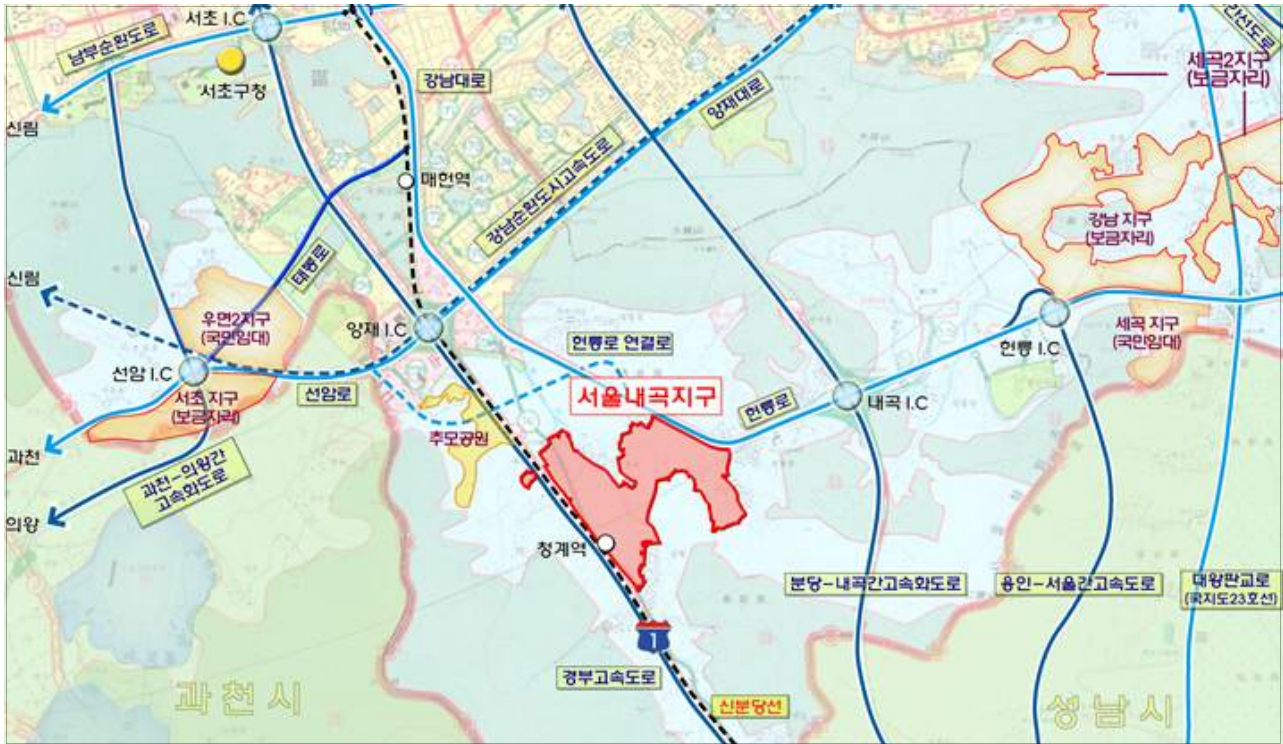 서초 I.C
남부순환도로
서초구청
강남대로
양재대로
간선도로
세곡2지구
(보금자리)
신림
매헌역
강남순환도시고속도로
태봉로
강남 지구
(보금자리)
신림
우면2지구
(국민임대)
양재 I.C
헌릉로 연결로
헌릉 I.C
세곡 지구
(국민임대)
선암 I.C
선암로
서울내곡지구
헌릉로
내곡 I.C
서초 지구
(보금자리)
추모공원
과천
과천-의왕간
고속화도로
의왕
청계역
분당-내곡간고속화도로
용인-서울간고속도로
대왕판교로
(국지도23호선)
1
경부고속도로
신분당선
과천시
성남시